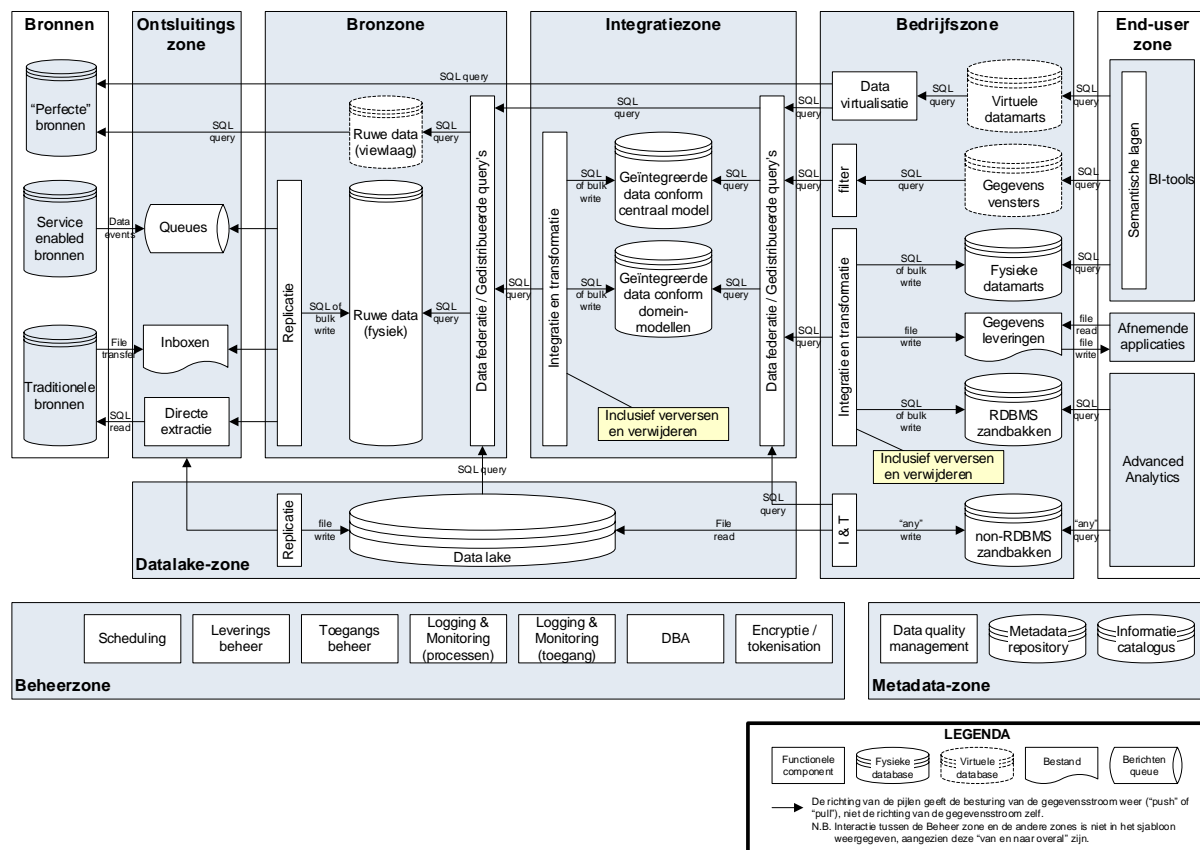 Bronnen
"Perfecte"
bronnen
Service
enabled
bronnen
Traditionele
bronnen
Ontsluitings
zone
Data
events
Queues
File
transfer
Inboxen
SQL
read
Directe
extractie
Bronzone
SQL query
SQL
query
Ruwe data
(viewlaag)
SQL
query
Replicatie
SQL of
bulk
write
Ruwe data
(fysiek)
SQL
query
Data federatie / Gedistribueerde query's
SQL query
Integratiezone
SQL
query
SQL
query
Integratie en transformatie
SQL
of bulk
write
Geïntegreerde
data conform
centraal model
SQL
query
SQL
of bulk
write
Geïntegreerde
data conform
domein-
modellen
SQL
query
Inclusief verversen
en verwijderen
Data federatie / Gedistribueerde query's
Bedrijfszone
Data
virtualisatie
SQL
query
Virtuele
datamarts
SQL
query
SQL
query
filter
SQL
query
Gegevens
vensters
SQL
query
SQL
query
Integratie en transformatie
SQL
of bulk
write
Fysieke
datamarts
SQL
query
file
write
Gegevens
leveringen
file
read
file
write
SQL
of bulk
write
RDBMS
zandbakken
SQL
query
Inclusief verversen
en verwijderen
SQL
query
I & T
"any"
write
non-RDBMS
zandbakken
"any"
query
End-user
zone
Semantische lagen
BI-tools
Afnemende
applicaties
Advanced
Analytics
Replicatie
file
write
Data lake
File
read
Datalake-zone
Scheduling
Leverings
beheer
Toegangs
beheer
Logging &
Monitoring
(processen)
Logging &
Monitoring
(toegang)
DBA
Encryptie /
tokenisation
Beheerzone
Data quality
management
Metadata
repository
Informatie
catalogus
Metadata-zone
LEGENDA
Functionele
component
Fysieke
database
Virtuele
database
Bestand
Berichten
queue
De richting van de pijlen geeft de besturing van de gegevensstroom weer ("push" of
"pull"), niet de richting van de gegevensstroom zelf.
N.B. Interactie tussen de Beheer zone en de andere zones is niet in het sjabloon
weergegeven, aangezien deze "van en naar overal" zijn.